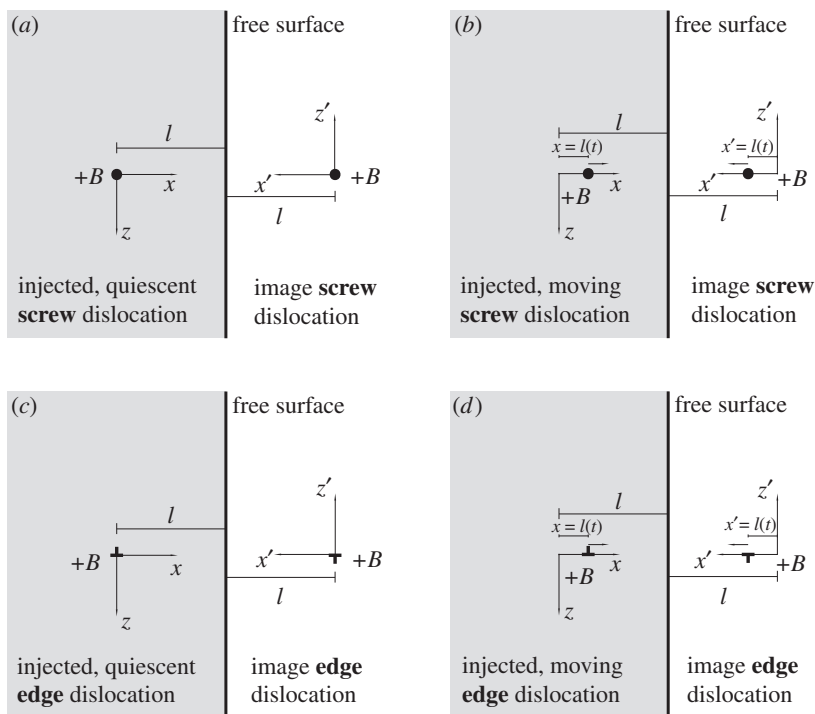 (a)
free surface
l
z′
+B
x
x′
+B
l
z
injected, quiescent
screw dislocation
image screw
dislocation
(b)
free surface
l
z′
x = l(t)
x′ = l(t)
x
x′
+B
+B
l
z
injected, moving
screw dislocation
image screw
dislocation
(c)
free surface
l
z′
+B
x
x′
+B
l
z
injected, quiescent
edge dislocation
image edge
dislocation
(d)
free surface
l
z′
x = l(t)
x′ = l(t)
x
x′
+B
+B
l
z
injected, moving
edge dislocation
image edge
dislocation